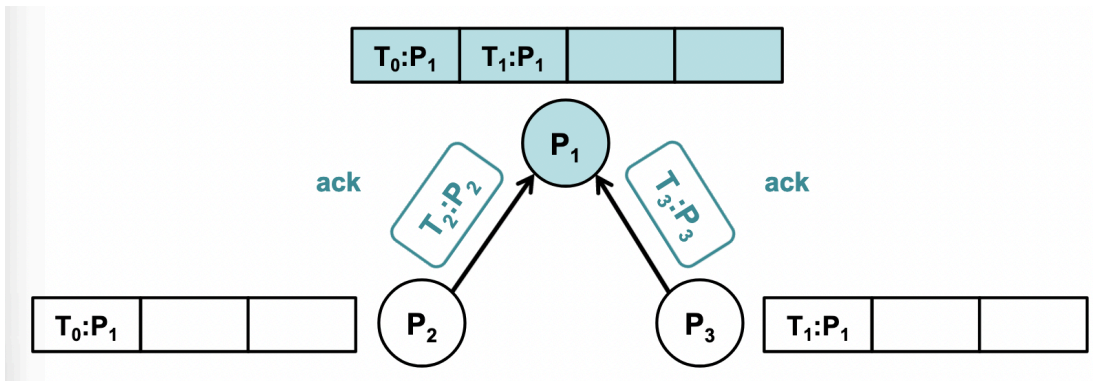 T₀:P₁ T₁:P₁
P₁
ack T₂:P₂ T₃:P₃ ack
T₀:P₁ P₂ P₃ T₁:P₁